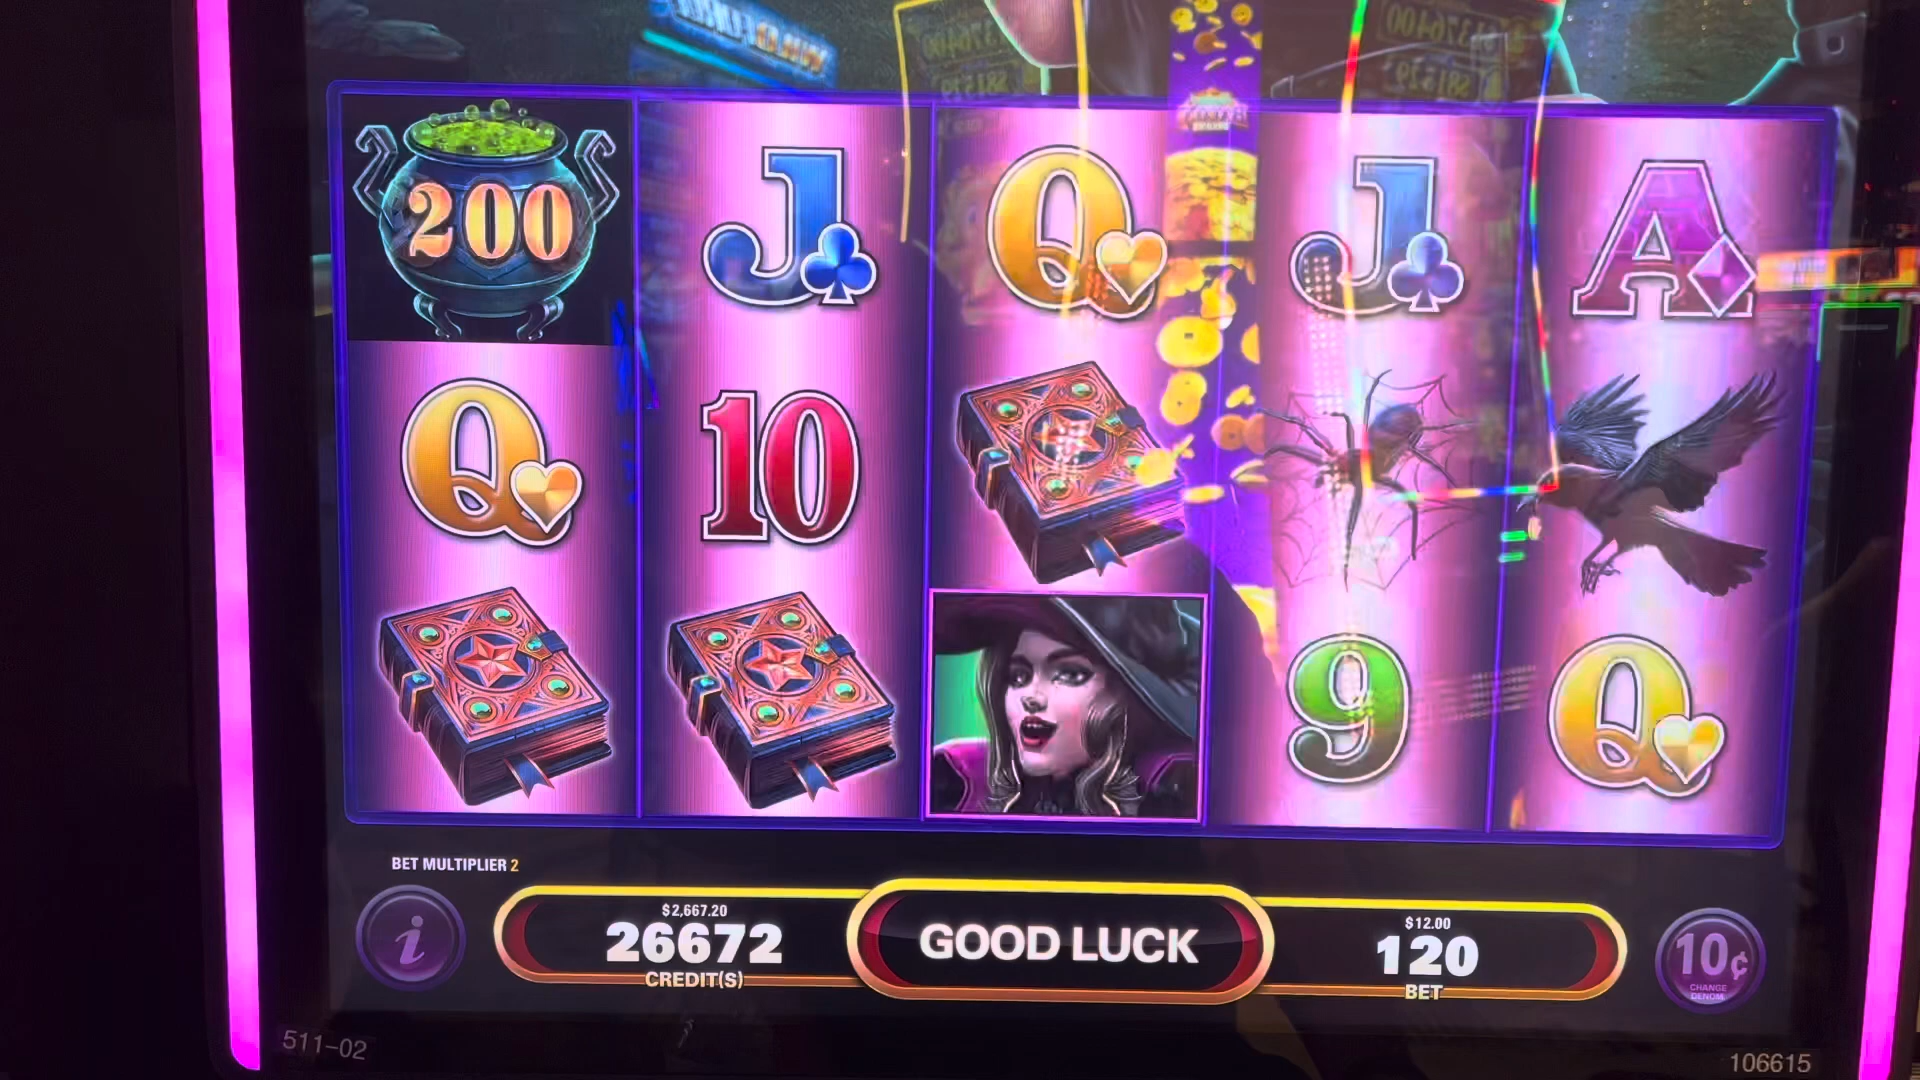 200
J
Q
J
A
Q
10
9
Q
BET MULTIPLIER 2
$2,667.20
26672
CREDIT(S)
GOOD LUCK
$12.00
120
BET
10¢
CHANGE
DENOM
511-02
106615